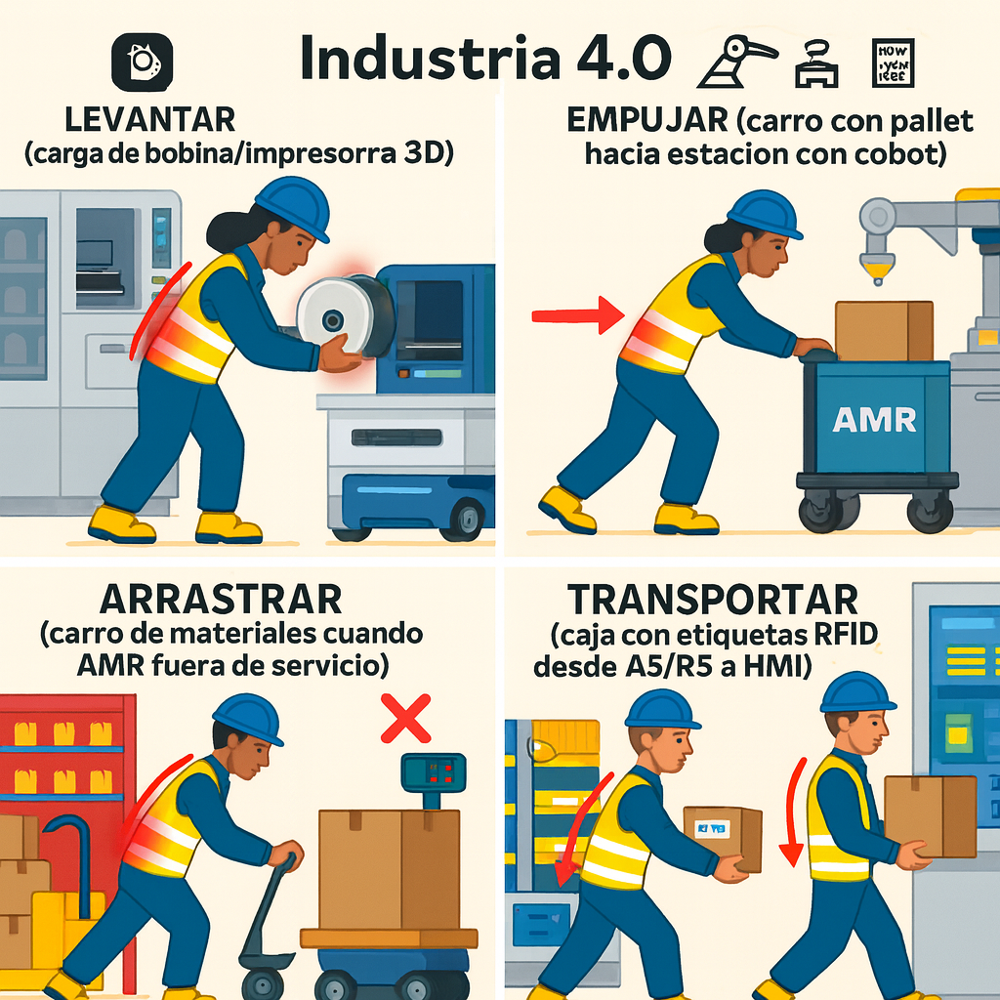 Industria 4.0
LEVANTAR
(carga de bobina/impresorra 3D)
EMPUJAR (carro con pallet
hacia estacion con cobot)
AMR
ARRASTRAR
(carro de materiales cuando
AMR fuera de servicio)
TRANSPORTAR
(caja con etiquetas RFID
desde A5/R5 a HMI)